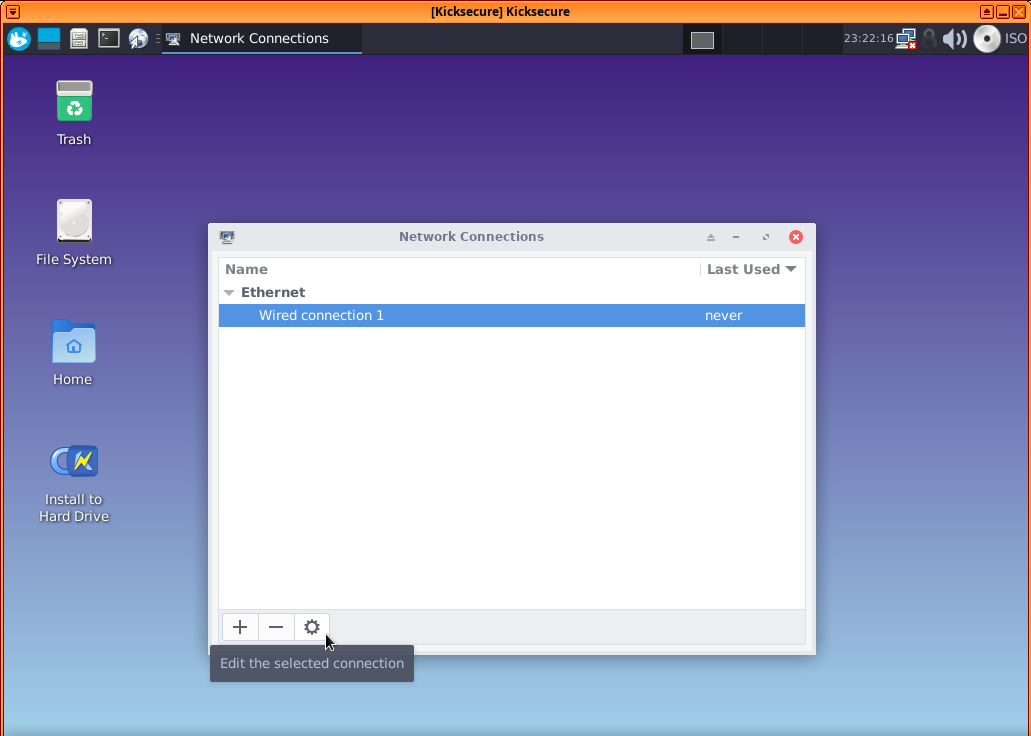 [Kicksecure] Kicksecure
Network Connections
23:22:16
ISO
Trash
File System
Home
Install to
Hard Drive
Network Connections
Name
Last Used
Ethernet
Wired connection 1
never
Edit the selected connection